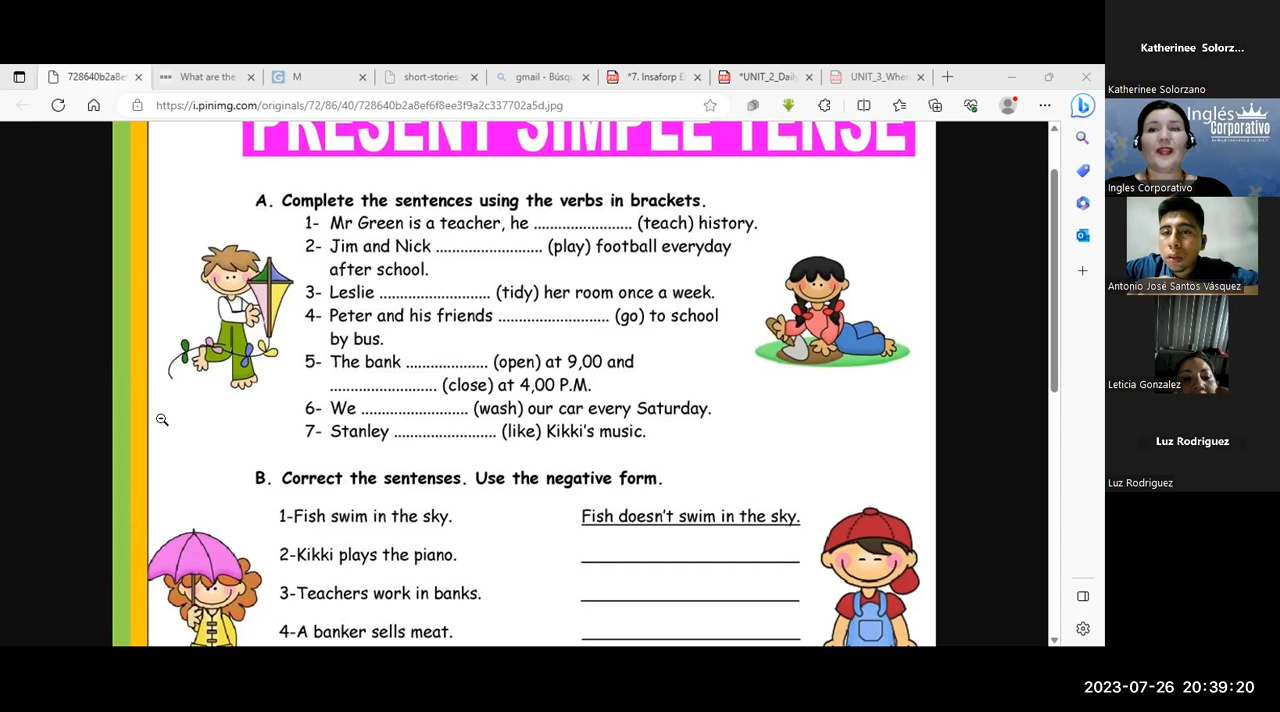 Katherinee Solorz...
728640b2a8ef
What are the
M
short-stories-
gmail - Búsqu
*7. Insaforp E
*UNIT_2_Dail
UNIT_3_Wher
https://i.pinimg.com/originals/72/86/40/728640b2a8ef6f8ee3f9a2c337702a5d.jpg
Katherinee Solorzano
Inglés
Corporativo
Ingles Corporativo
PRESENT SIMPLE TENSE
A. Complete the sentences using the verbs in brackets.
1- Mr Green is a teacher, he ........................ (teach) history.
2- Jim and Nick .......................... (play) football everyday
after school.
3- Leslie ........................... (tidy) her room once a week.
4- Peter and his friends ........................... (go) to school
by bus.
5- The bank .................... (open) at 9,00 and
.......................... (close) at 4,00 P.M.
6- We .......................... (wash) our car every Saturday.
7- Stanley ......................... (like) Kikki's music.
Antonio José Santos Vásquez
Leticia Gonzalez
Luz Rodriguez
Luz Rodriguez
B. Correct the sentenses. Use the negative form.
1-Fish swim in the sky. Fish doesn't swim in the sky.
2-Kikki plays the piano.
3-Teachers work in banks.
4-A banker sells meat.
2023-07-26 20:39:20